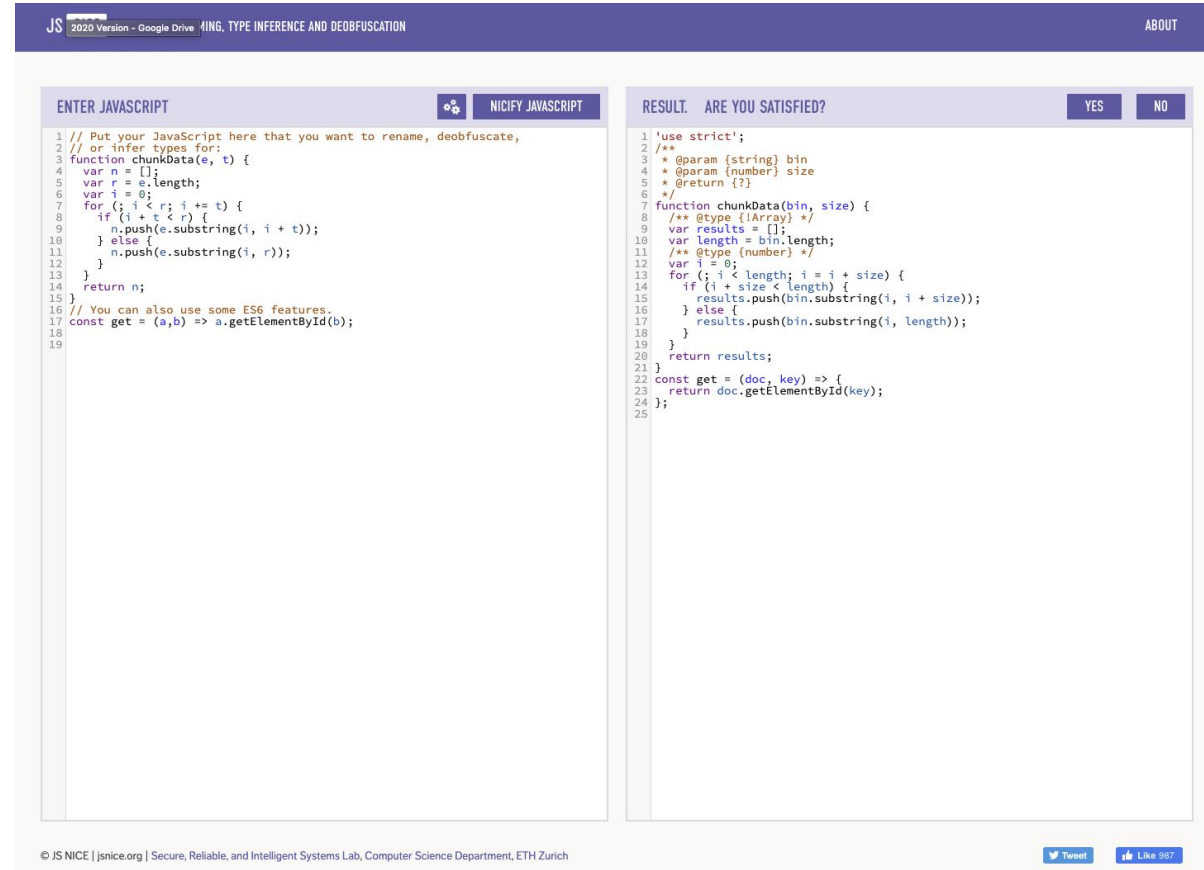 JS 2020 Version - Google Drive MING, TYPE INFERENCE AND DEOBFUSCATION
ABOUT
ENTER JAVASCRIPT
NICIFY JAVASCRIPT
1 // Put your JavaScript here that you want to rename, deobfuscate,
2 // or infer types for:
3 function chunkData(e, t) {
4   var n = [];
5   var r = e.length;
6   var i = 0;
7   for (; i < r; i += t) {
8     if (i + t < r) {
9       n.push(e.substring(i, i + t));
10     } else {
11       n.push(e.substring(i, r));
12     }
13   }
14   return n;
15 }
16 // You can also use some ES6 features.
17 const get = (a,b) => a.getElementById(b);
18
19
RESULT. ARE YOU SATISFIED?
YES
NO
1 'use strict';
2 /**
3  * @param {string} bin
4  * @param {number} size
5  * @return {?}
6  */
7 function chunkData(bin, size) {
8   /** @type {!Array} */
9   var results = [];
10   var length = bin.length;
11   /** @type {number} */
12   var i = 0;
13   for (; i < length; i = i + size) {
14     if (i + size < length) {
15       results.push(bin.substring(i, i + size));
16     } else {
17       results.push(bin.substring(i, length));
18     }
19   }
20   return results;
21 }
22 const get = (doc, key) => {
23   return doc.getElementById(key);
24 };
25
© JS NICE | jsnice.org | Secure, Reliable, and Intelligent Systems Lab, Computer Science Department, ETH Zurich
Tweet
Like 987